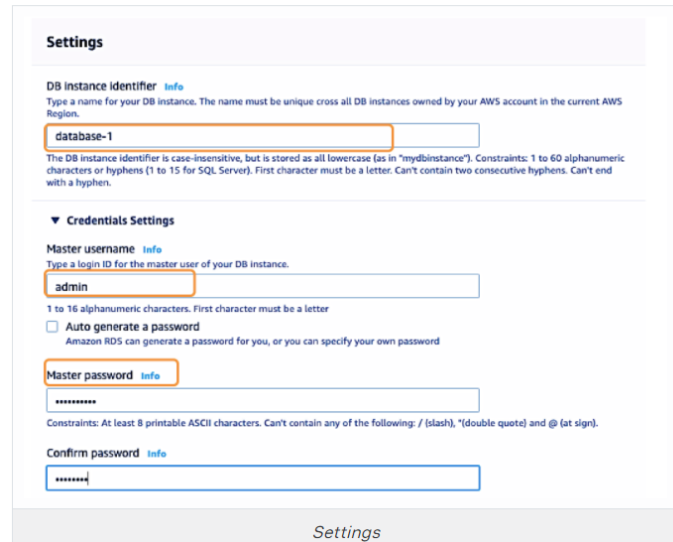 Settings
DB instance identifier Info
Type a name for your DB instance. The name must be unique cross all DB instances owned by your AWS account in the current AWS
Region.
database-1
The DB instance identifier is case-insensitive, but is stored as all lowercase (as in "mydbinstance"). Constraints: 1 to 60 alphanumeric
characters or hyphens (1 to 15 for SQL Server). First character must be a letter. Can't contain two consecutive hyphens. Can't end
with a hyphen.
▼ Credentials Settings
Master username Info
Type a login ID for the master user of your DB instance.
admin
1 to 16 alphanumeric characters. First character must be a letter
Auto generate a password
Amazon RDS can generate a password for you, or you can specify your own password
Master password Info
••••••••••
Constraints: At least 8 printable ASCII characters. Can't contain any of the following: / (slash), "(double quote) and @ (at sign).
Confirm password Info
••••••••
Settings